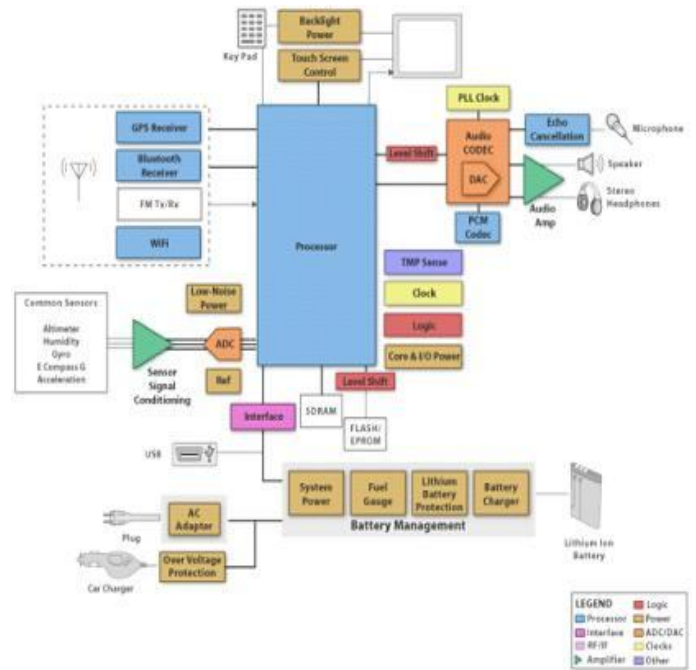 Backlight
Power
Key Pad
Touch Screen
Control
GPS Receiver
Bluetooth
Receiver
FM Tx/Rx
WiFi
Processor
PLL Clock
Audio
CODEC
DAC
Level Shift
Echo
Cancellation
Microphone
Speaker
Stereo
Headphones
Audio
Amp
PCM
Codec
TMP Sense
Clock
Logic
Core & I/O Power
Low-Noise
Power
Common Sensors
Altimeter
Humidity
Gyro
E Compass G
Acceleration
Sensor
Signal
Conditioning
ADC
Ref
Level Shift
Interface
SDRAM
FLASH/
EPROM
USB
System
Power
Fuel
Gauge
Lithium
Battery
Protection
Battery
Charger
Battery Management
AC
Adapter
Plug
Over Voltage
Protection
Car Charger
Lithium Ion
Battery
LEGEND
Processor
Interface
RF/IF
Amplifier
Logic
Power
ADC/DAC
Clocks
Other